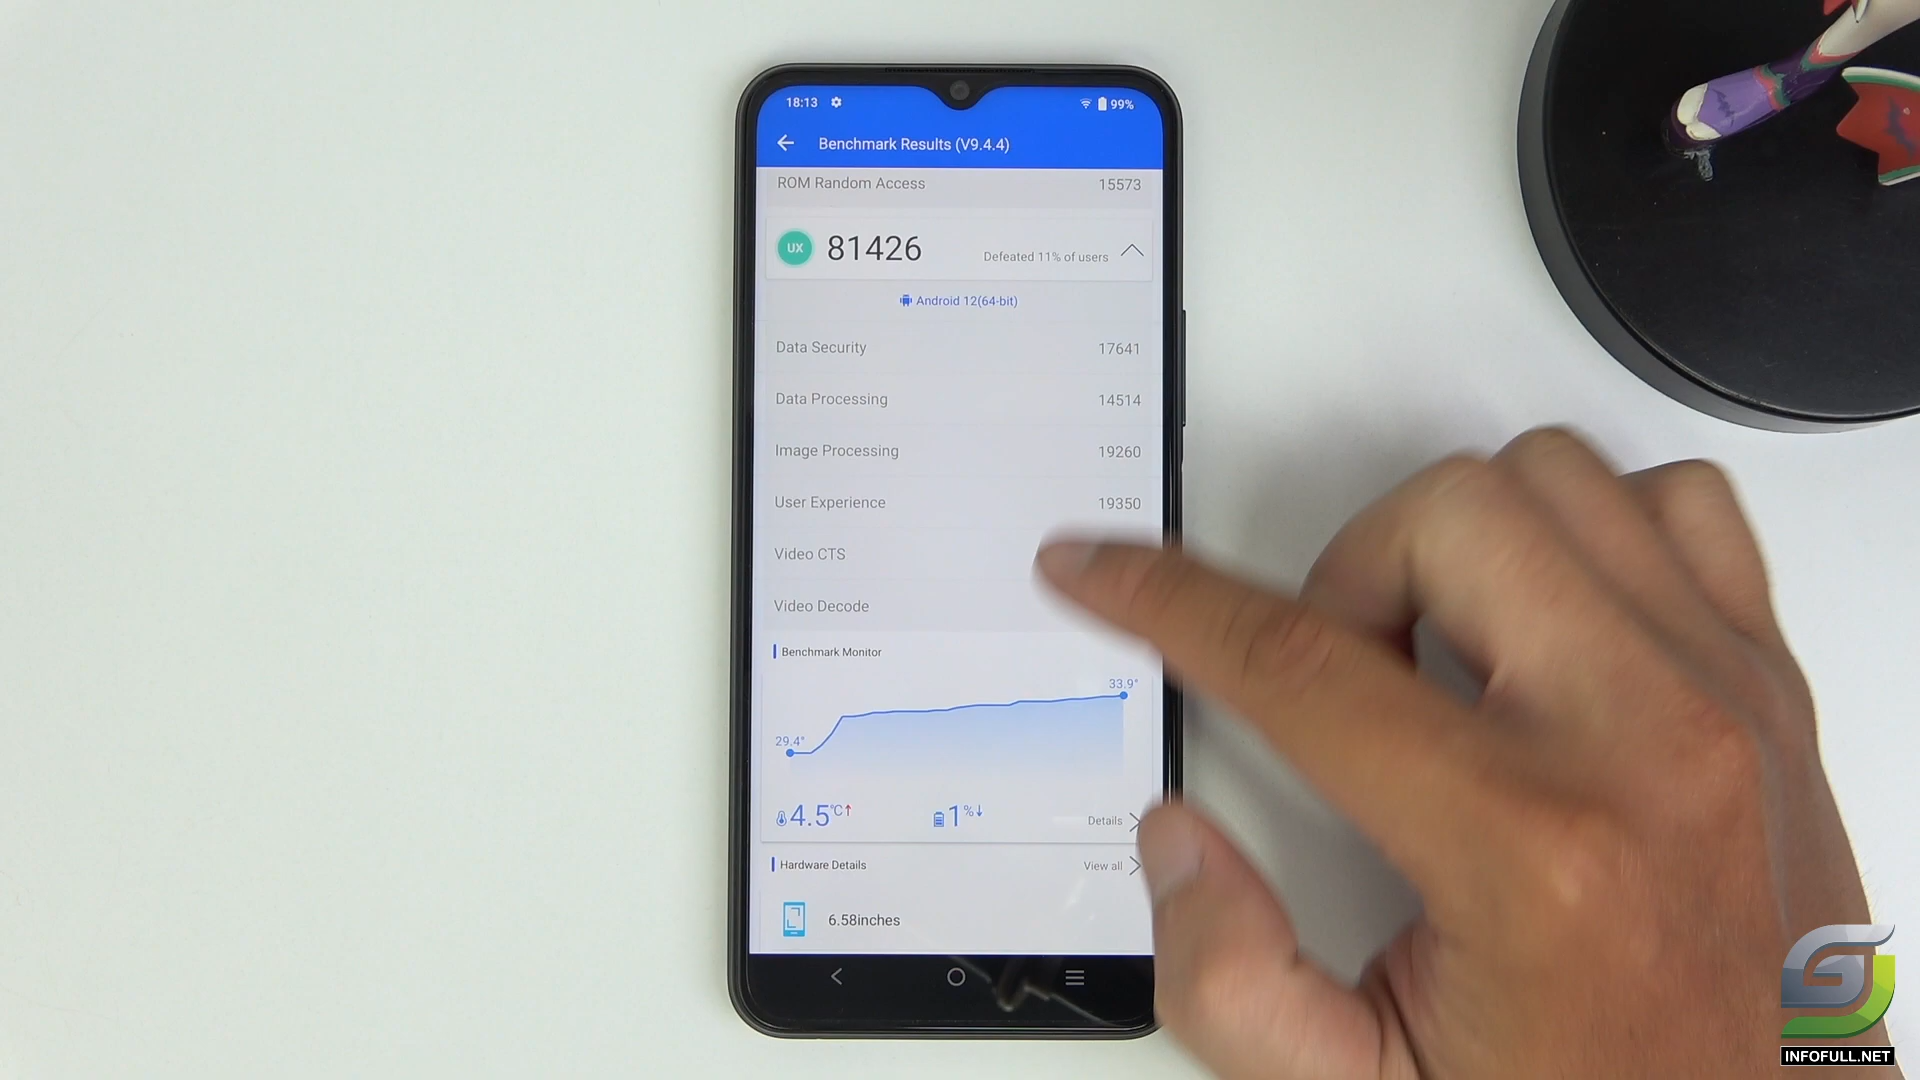 18:13 99%
Benchmark Results (V9.4.4)
ROM Random Access 15573
UX 81426 Defeated 11% of users
Android 12(64-bit)
Data Security 17641
Data Processing 14514
Image Processing 19260
User Experience 19350
Video CTS
Video Decode
Benchmark Monitor
33.9°
29.4°
4.5°C↑ 1%↓ Details
Hardware Details View all
6.58inches
INFOFULL.NET